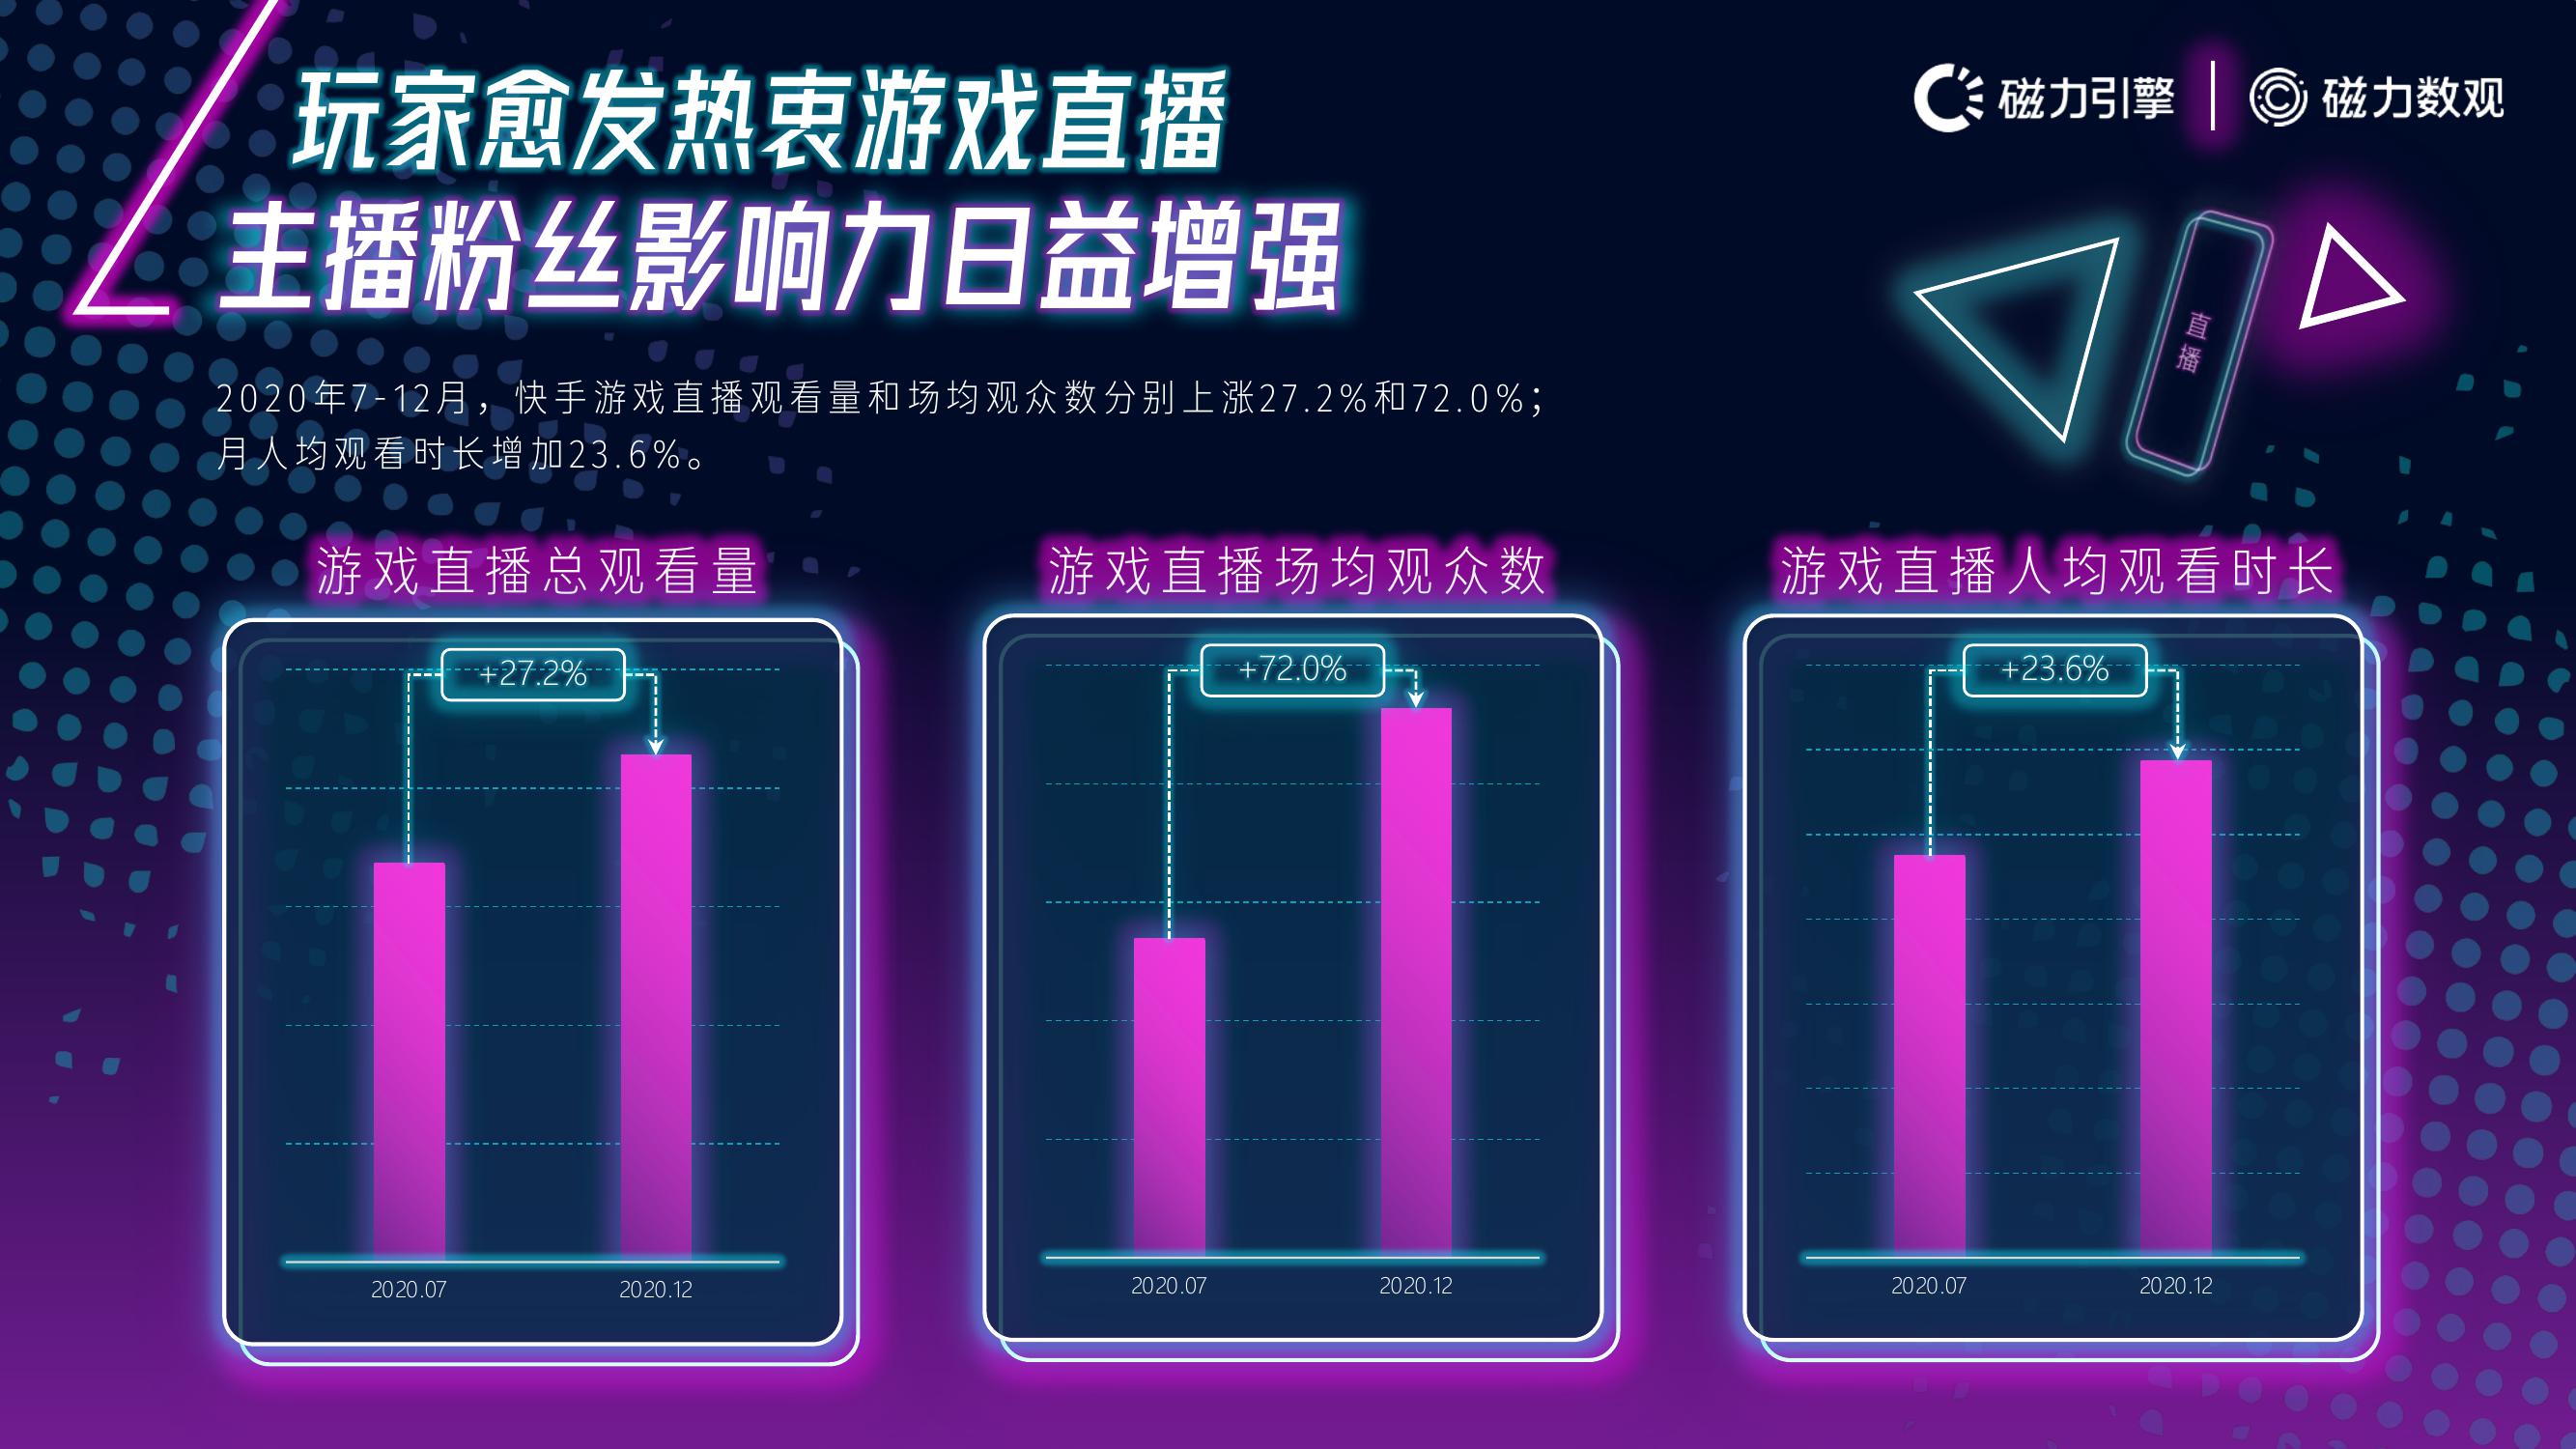 玩家愈发热衷游戏直播
主播粉丝影响力日益增强
磁力引擎 磁力数观
直
播
2020年7-12月，快手游戏直播观看量和场均观众数分别上涨27.2%和72.0%；
月人均观看时长增加23.6%。
游戏直播总观看量
+27.2%
2020.07 2020.12
游戏直播场均观众数
+72.0%
2020.07 2020.12
游戏直播人均观看时长
+23.6%
2020.07 2020.12